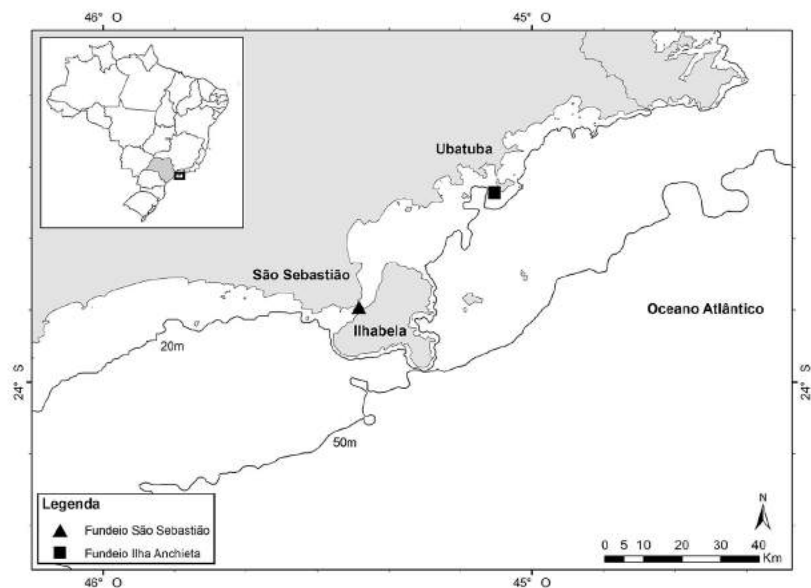 46° O
45° O
Ubatuba
São Sebastião
Ilhabela
Oceano Atlântico
20m
24° S
24° S
50m
Legenda
Fundeio São Sebastião
Fundeio Ilha Anchieta
N
0 5 10 20 30 40
Km
46° O
45° O